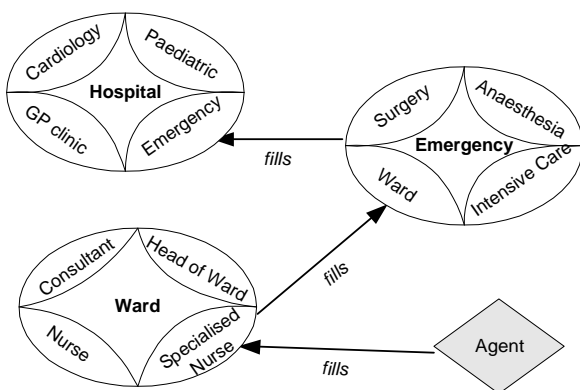 Cardiology
Paediatric
Hospital
GP clinic
Emergency
fills
Surgery
Anaesthesia
Emergency
Ward
Intensive Care
fills
Consultant
Head of Ward
Ward
Nurse
Specialised
Nurse
fills
Agent